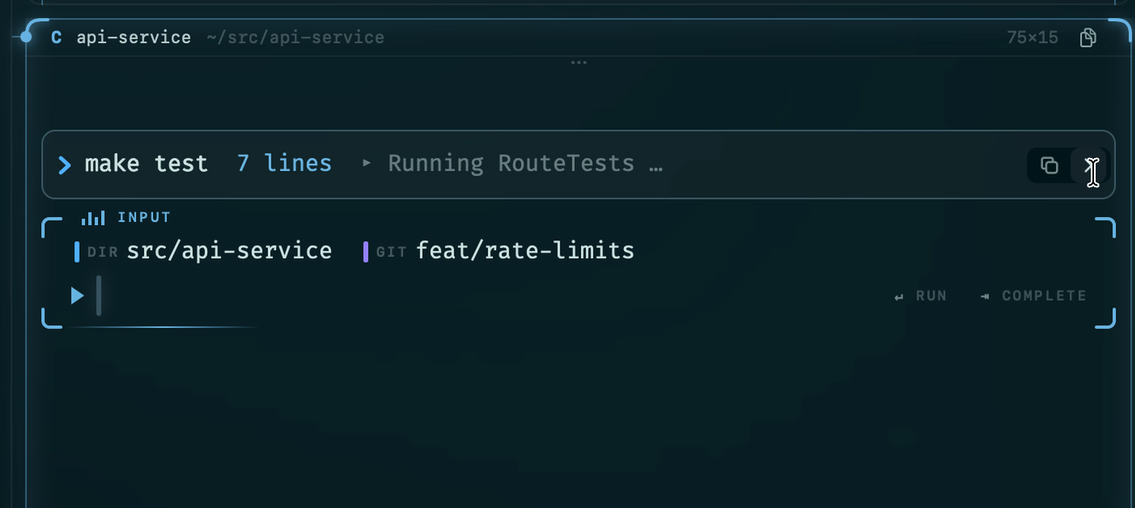 C api-service ~/src/api-service 75×15
…
make test 7 lines ▸ Running RouteTests …
INPUT
DIR src/api-service GIT feat/rate-limits
↵ RUN ⇥ COMPLETE